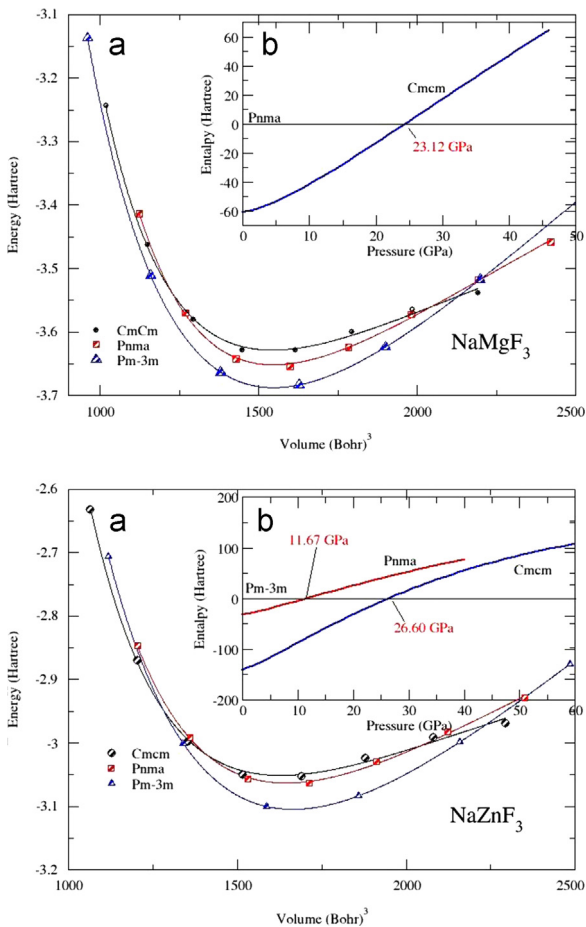 -3.1
-3.2
-3.3
-3.4
-3.5
-3.6
-3.7
Energy (Hartree)
1000
1500
2000
2500
Volume (Bohr)³
a
CmCm
Pnma
Pm-3m
NaMgF₃
b
60
40
20
0
-20
-40
-60
Entalpy (Hartree)
0
10
20
30
40
50
Pressure (GPa)
Pnma
Cmcm
23.12 GPa
-2.6
-2.7
-2.8
-2.9
-3
-3.1
-3.2
Energy (Hartree)
1000
1500
2000
2500
Volume (Bohr)³
a
Cmcm
Pnma
Pm-3m
NaZnF₃
b
200
100
0
-100
-200
Entalpy (Hartree)
0
10
20
30
40
50
60
Pressure (GPa)
11.67 GPa
Pnma
Cmcm
Pm-3m
26.60 GPa